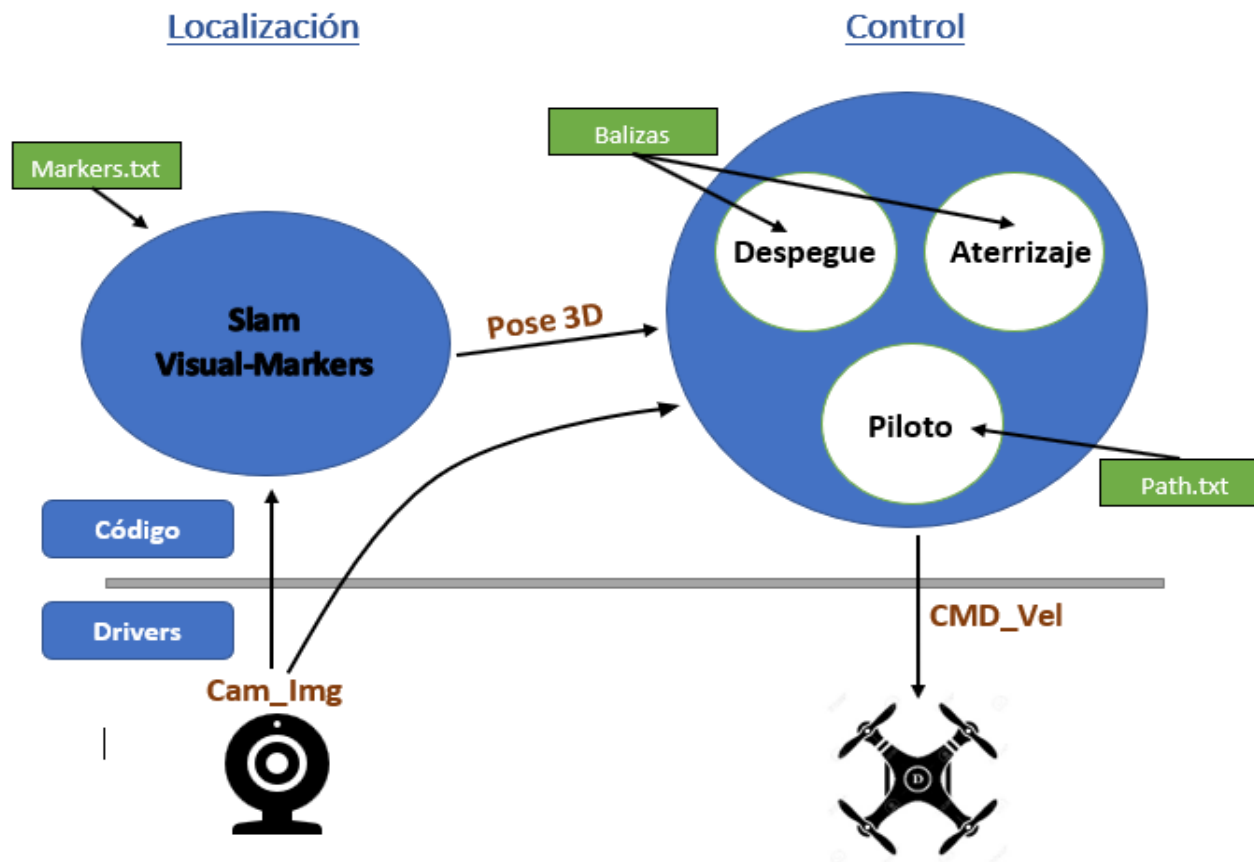 Localización
Control
Markers.txt
Balizas
Despegue
Aterrizaje
Slam
Visual-Markers
Pose 3D
Piloto
Path.txt
Código
Drivers
CMD_Vel
Cam_Img
D